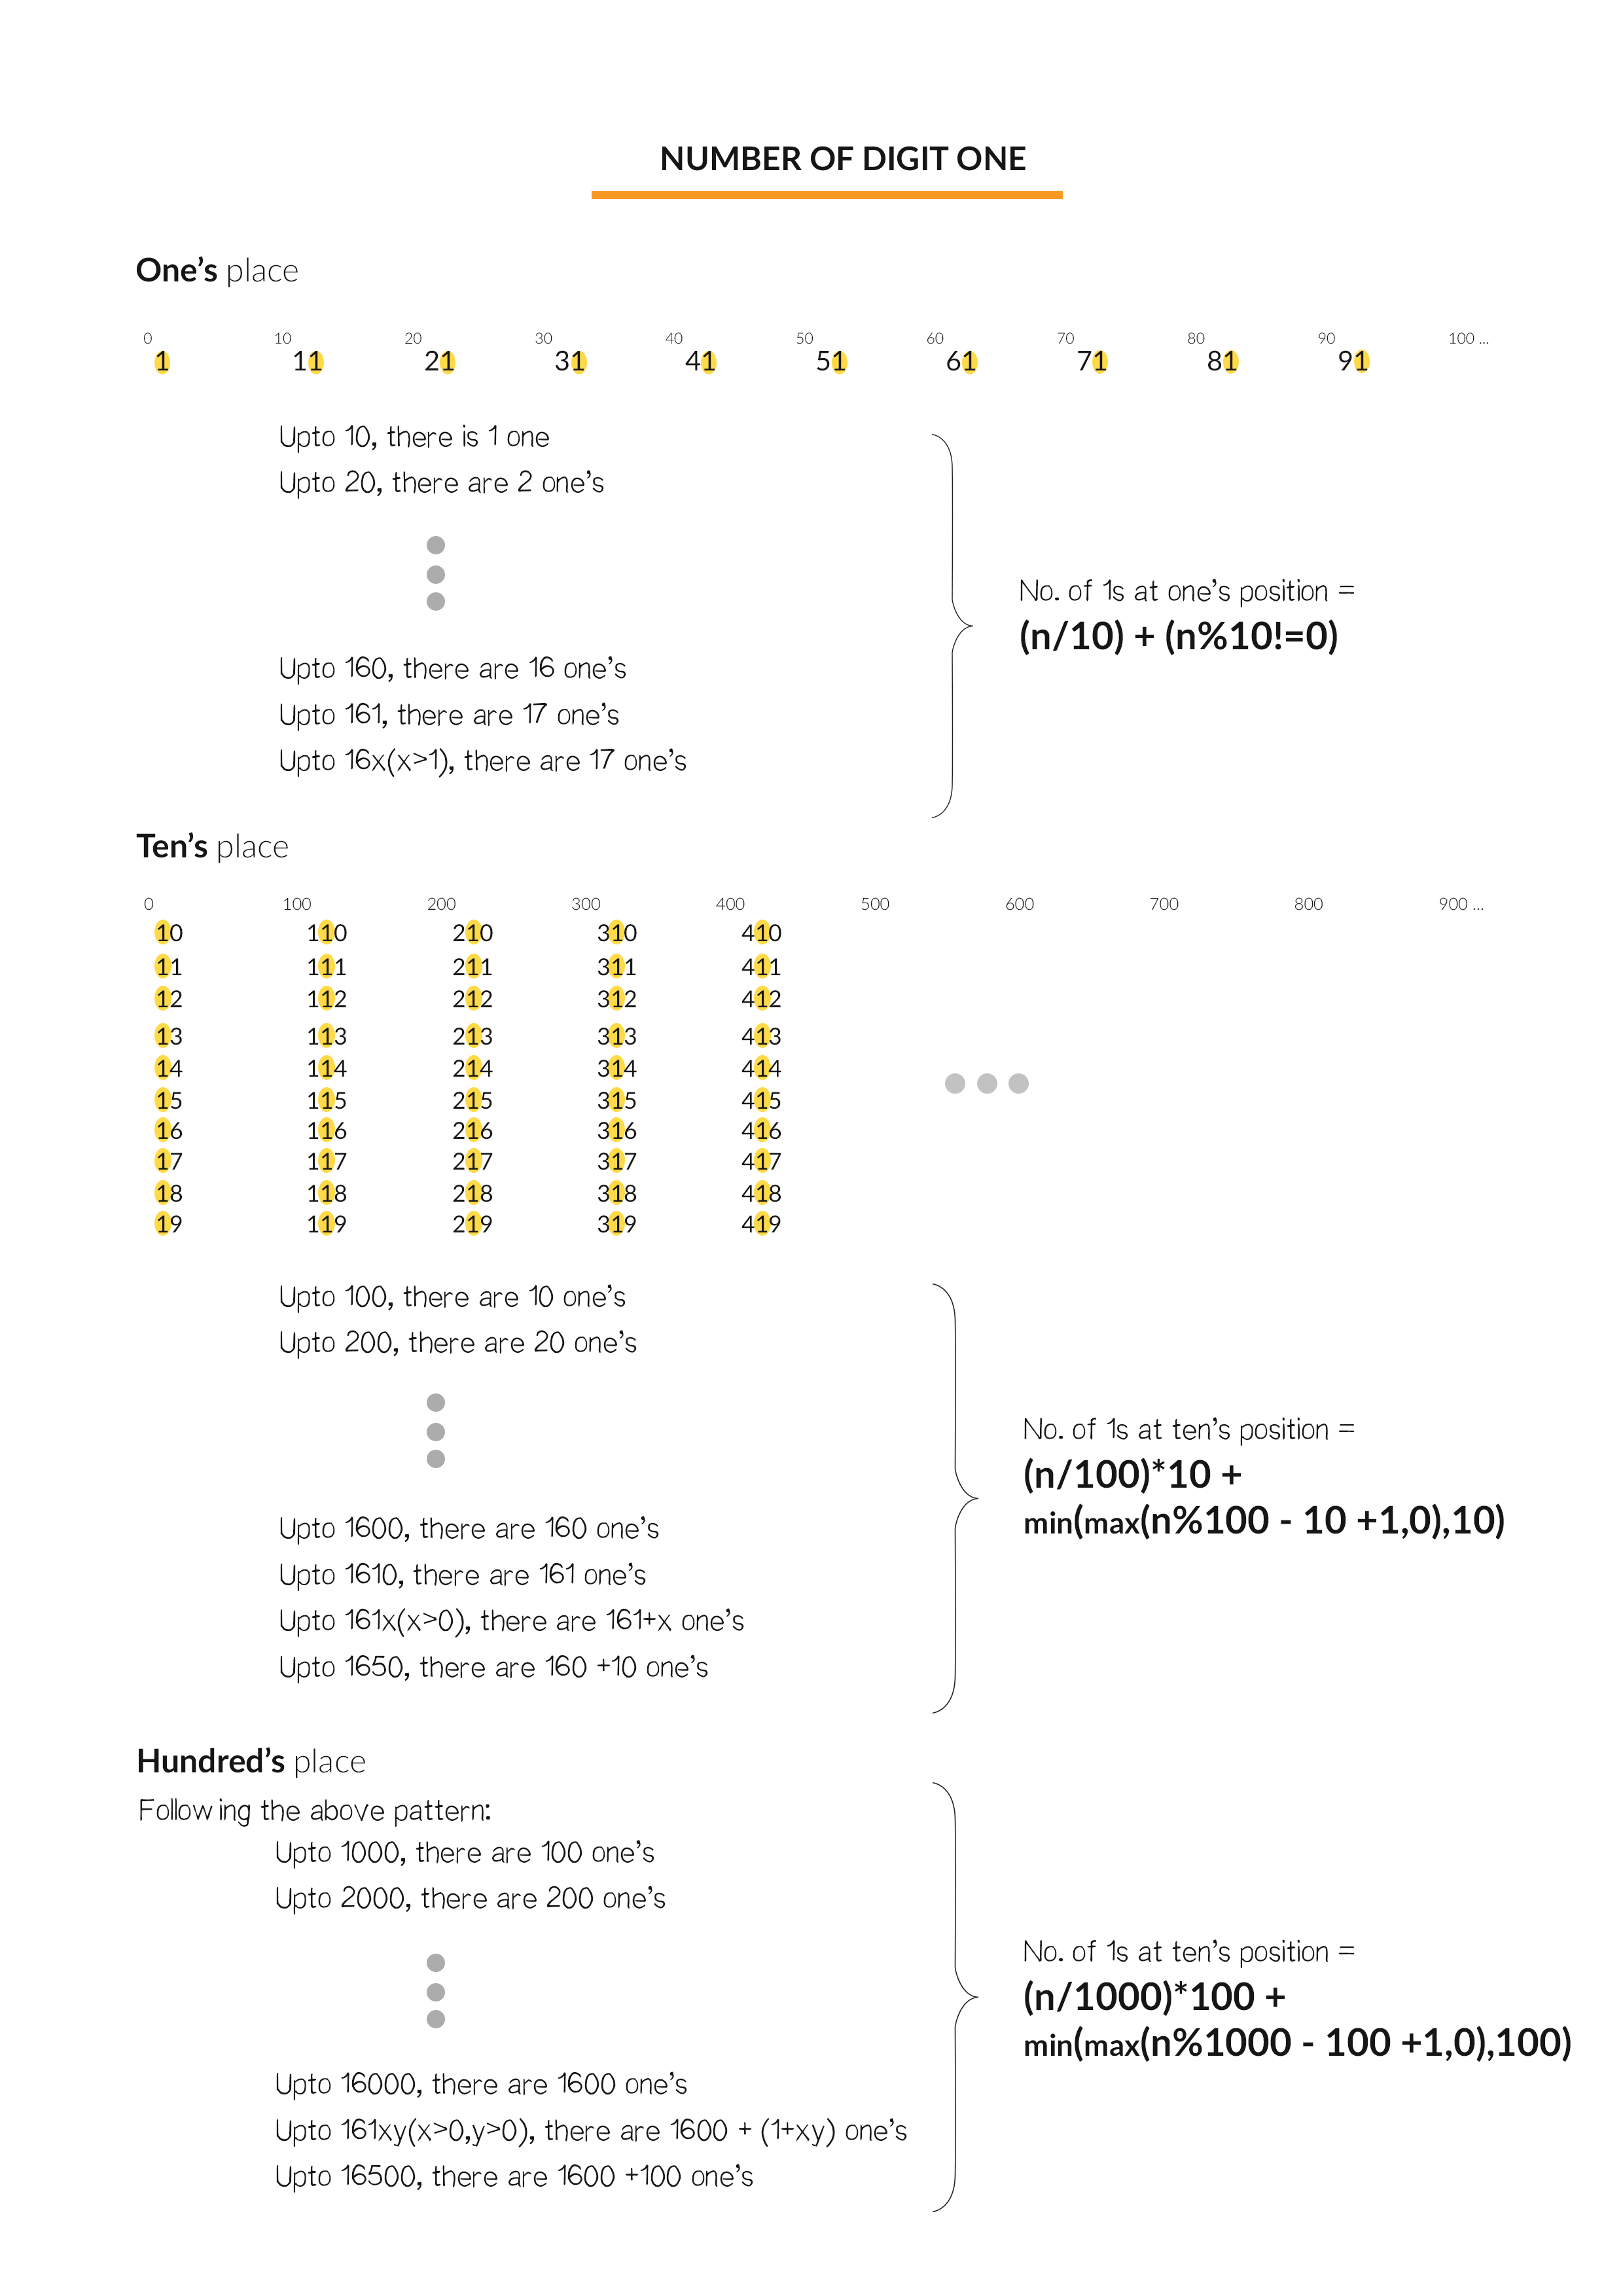 NUMBER OF DIGIT ONE
One's place
0 10 20 30 40 50 60 70 80 90 100 ...
1 11 21 31 41 51 61 71 81 91
Upto 10, there is 1 one
Upto 20, there are 2 one's
Upto 160, there are 16 one's
Upto 161, there are 17 one's
Upto 16x(x>1), there are 17 one's
No. of 1s at one's position =
(n/10) + (n%10!=0)
Ten's place
0 100 200 300 400 500 600 700 800 900 ...
10 110 210 310 410
11 111 211 311 411
12 112 212 312 412
13 113 213 313 413
14 114 214 314 414
15 115 215 315 415
16 116 216 316 416
17 117 217 317 417
18 118 218 318 418
19 119 219 319 419
Upto 100, there are 10 one's
Upto 200, there are 20 one's
Upto 1600, there are 160 one's
Upto 1610, there are 161 one's
Upto 161x(x>0), there are 161+x one's
Upto 1650, there are 160 +10 one's
No. of 1s at ten's position =
(n/100)*10 +
min(max(n%100 - 10 +1,0),10)
Hundred's place
Following the above pattern:
Upto 1000, there are 100 one's
Upto 2000, there are 200 one's
Upto 16000, there are 1600 one's
Upto 161xy(x>0,y>0), there are 1600 + (1+xy) one's
Upto 16500, there are 1600 +100 one's
No. of 1s at ten's position =
(n/1000)*100 +
min(max(n%1000 - 100 +1,0),100)